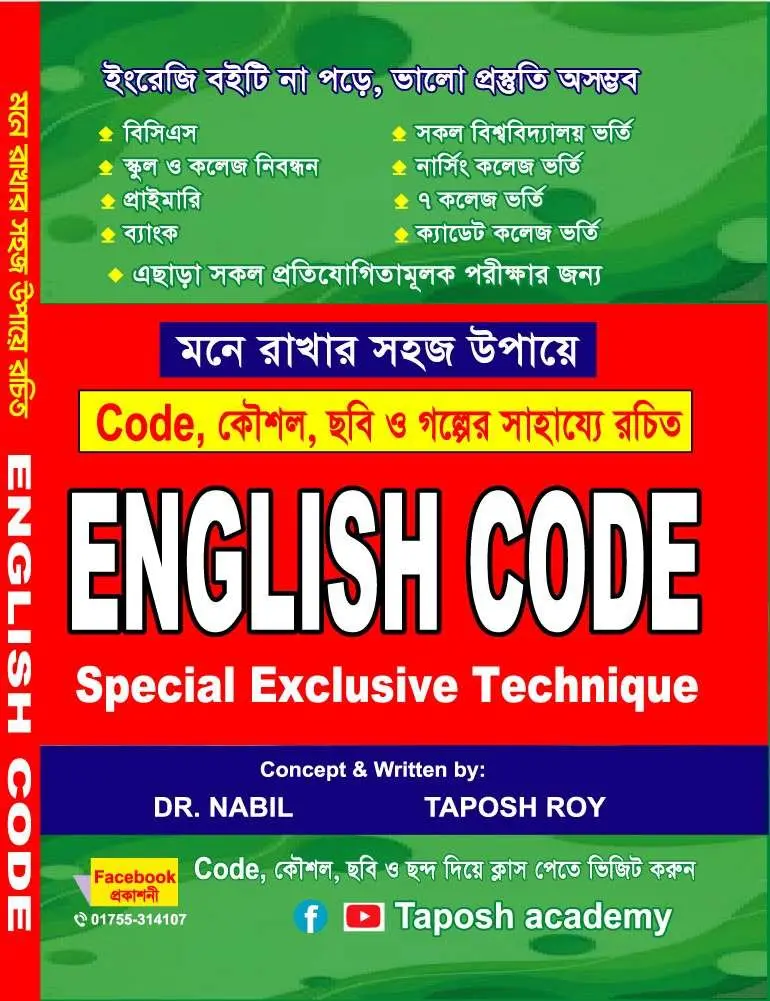 ইংরেজি বইটি না পড়ে, ভালো প্রস্তুতি অসম্ভব
বিসিএস
স্কুল ও কলেজ নিবন্ধন
প্রাইমারি
ব্যাংক
সকল বিশ্ববিদ্যালয় ভর্তি
নার্সিং কলেজ ভর্তি
৭ কলেজ ভর্তি
ক্যাডেট কলেজ ভর্তি
এছাড়া সকল প্রতিযোগিতামূলক পরীক্ষার জন্য
মনে রাখার সহজ উপায়ে
Code, কৌশল, ছবি ও গল্পের সাহায্যে রচিত
ENGLISH CODE
Special Exclusive Technique
Concept & Written by:
DR. NABIL TAPOSH ROY
Facebook
প্রকাশনী
01755-314107
Code, কৌশল, ছবি ও ছন্দ দিয়ে ক্লাস পেতে ভিজিট করুন
Taposh academy
মনে রাখার সহজ উপায়ে রচিত ENGLISH CODE